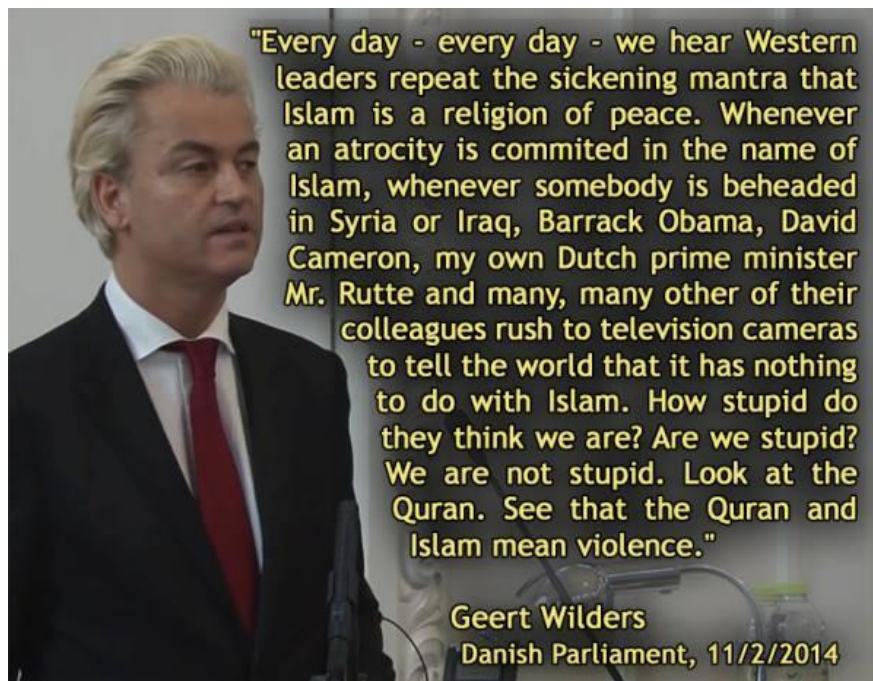 "Every day - every day - we hear Western
leaders repeat the sickening mantra that
Islam is a religion of peace. Whenever
an atrocity is commited in the name of
Islam, whenever somebody is beheaded
in Syria or Iraq, Barrack Obama, David
Cameron, my own Dutch prime minister
Mr. Rutte and many, many other of their
colleagues rush to television cameras
to tell the world that it has nothing
to do with Islam. How stupid do
they think we are? Are we stupid?
We are not stupid. Look at the
Quran. See that the Quran and
Islam mean violence."
Geert Wilders
Danish Parliament, 11/2/2014